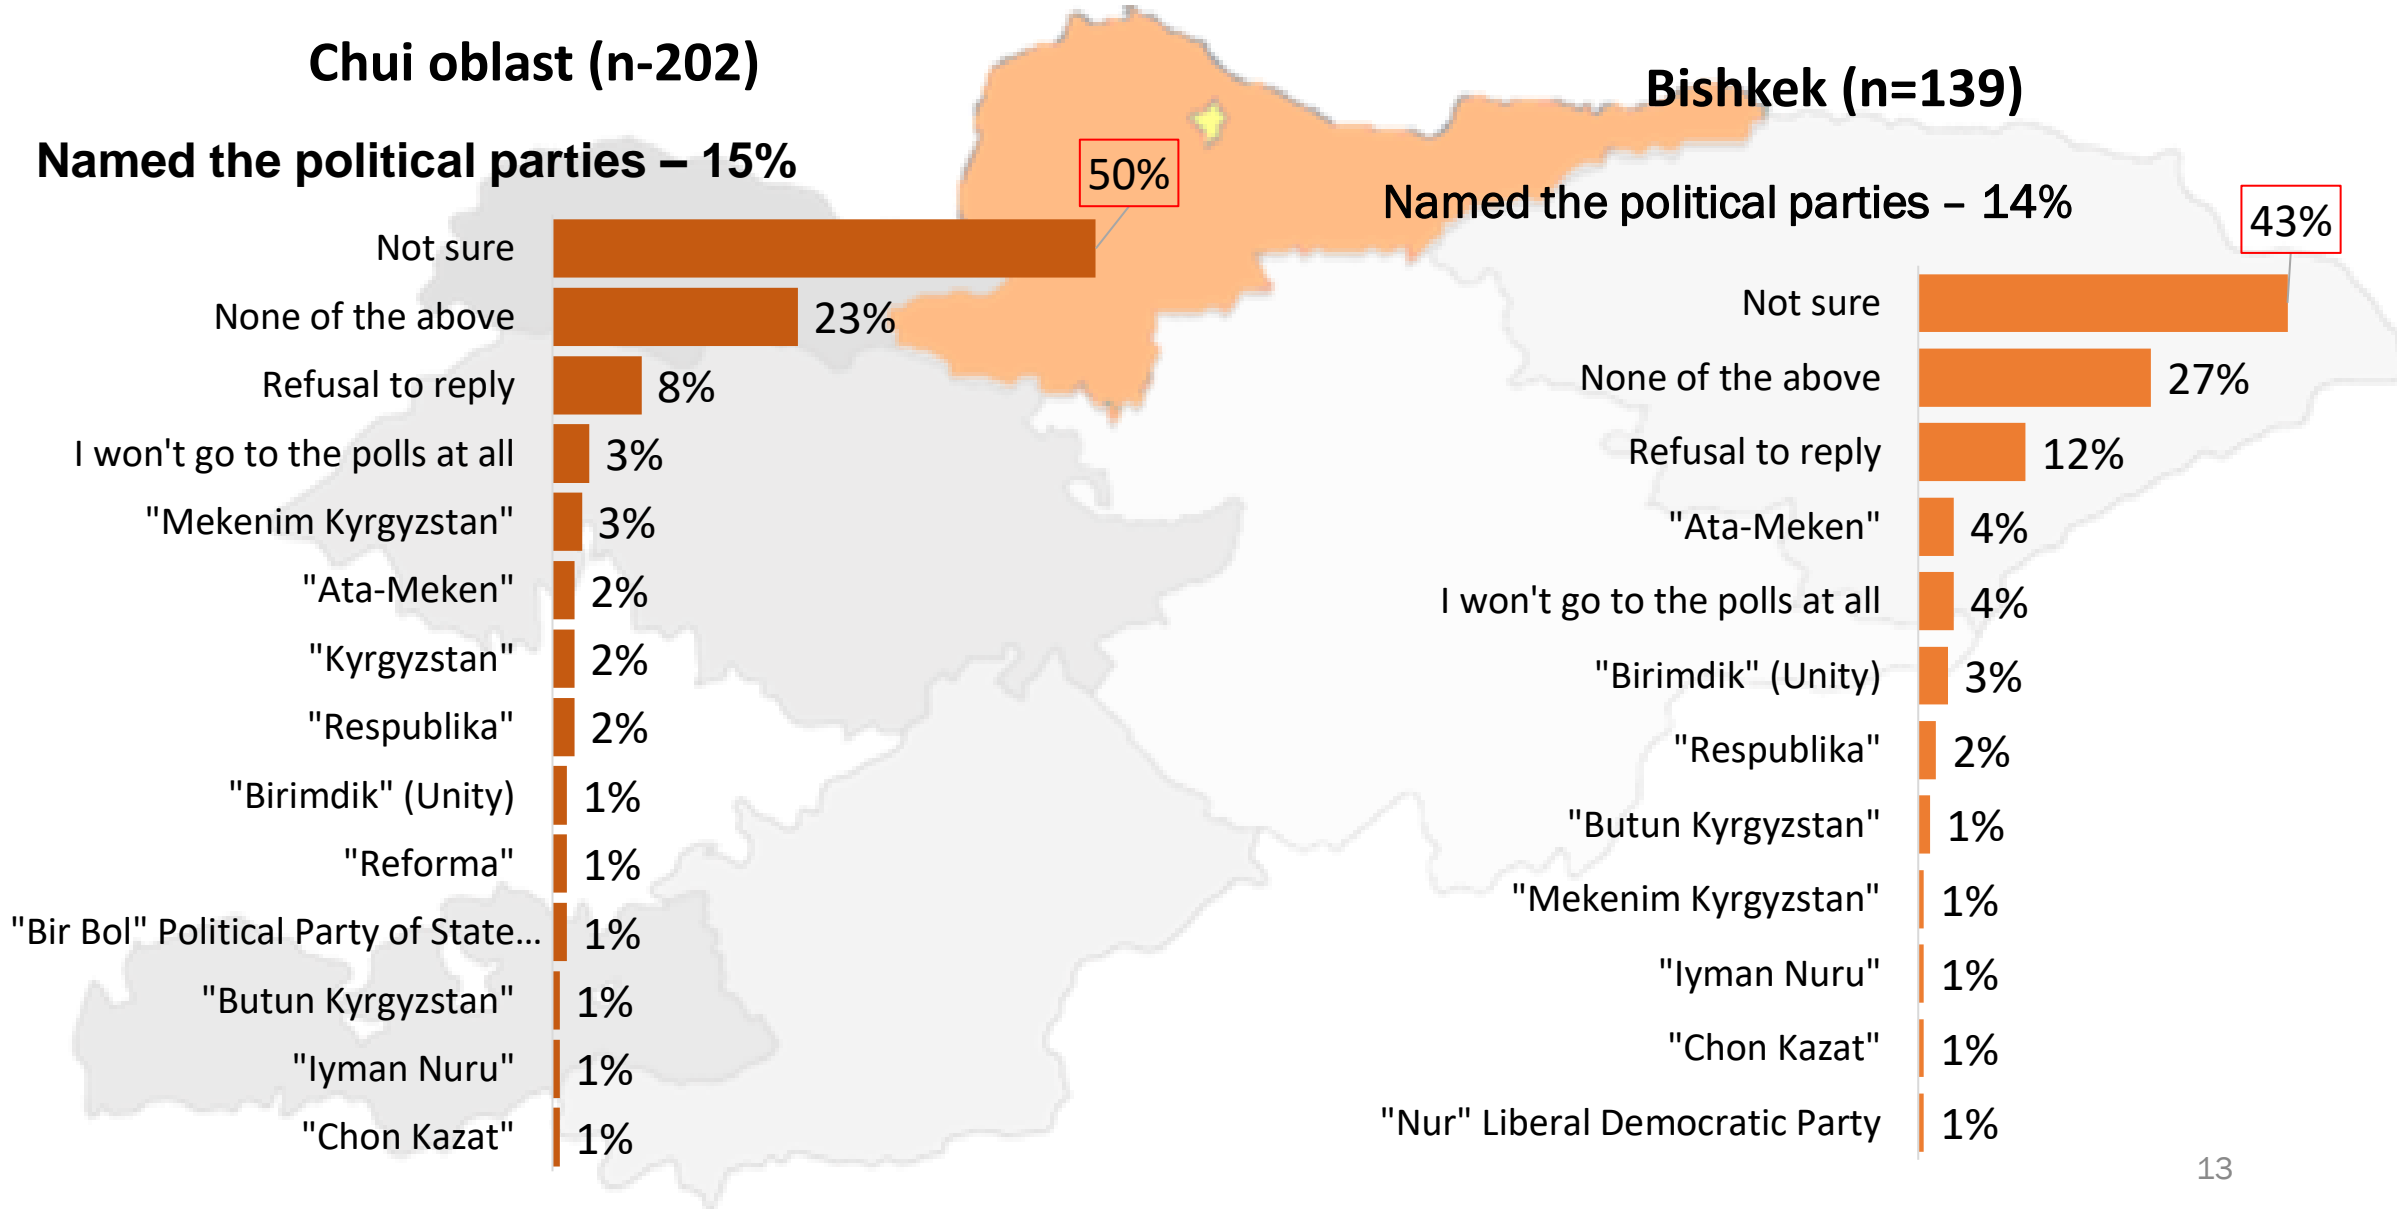 Chui oblast (n-202)
Named the political parties – 15%
50%
Not sure
None of the above 23%
Refusal to reply 8%
I won't go to the polls at all 3%
"Mekenim Kyrgyzstan" 3%
"Ata-Meken" 2%
"Kyrgyzstan" 2%
"Respublika" 2%
"Birimdik" (Unity) 1%
"Reforma" 1%
"Bir Bol" Political Party of State... 1%
"Butun Kyrgyzstan" 1%
"Iyman Nuru" 1%
"Chon Kazat" 1%
Bishkek (n=139)
Named the political parties – 14%
43%
Not sure
None of the above 27%
Refusal to reply 12%
"Ata-Meken" 4%
I won't go to the polls at all 4%
"Birimdik" (Unity) 3%
"Respublika" 2%
"Butun Kyrgyzstan" 1%
"Mekenim Kyrgyzstan" 1%
"Iyman Nuru" 1%
"Chon Kazat" 1%
"Nur" Liberal Democratic Party 1%
13